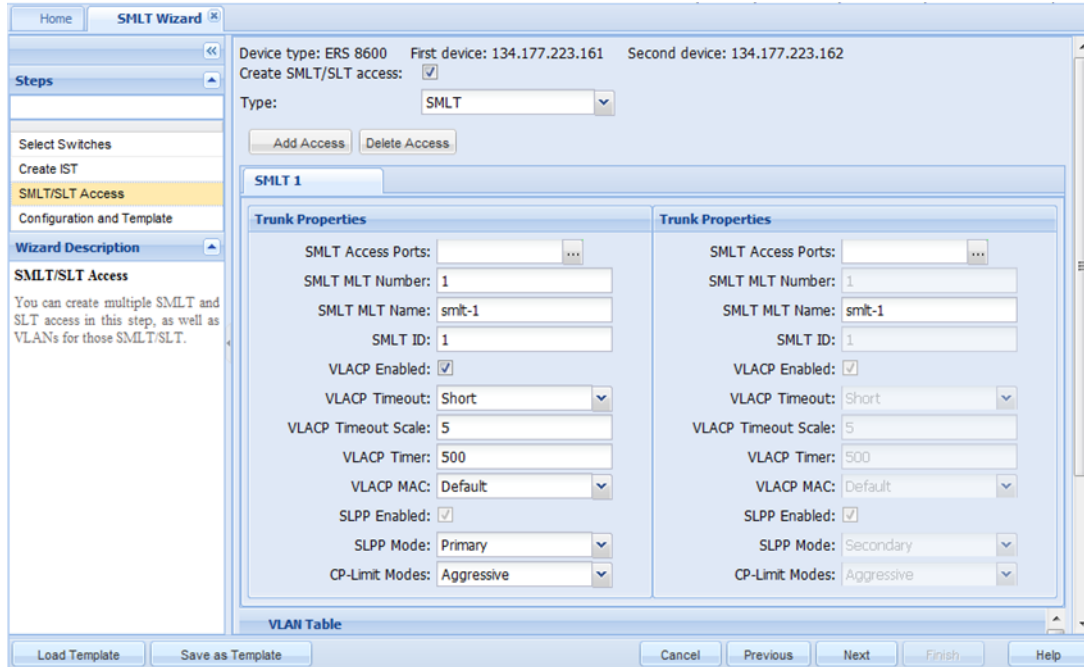 Home
SMLT Wizard
Steps
Select Switches
Create IST
SMLT/SLT Access
Configuration and Template
Wizard Description
SMLT/SLT Access
You can create multiple SMLT and
SLT access in this step, as well as
VLANs for those SMLT/SLT.
Device type: ERS 8600 First device: 134.177.223.161 Second device: 134.177.223.162
Create SMLT/SLT access:
Type: SMLT
Add Access Delete Access
SMLT 1
Trunk Properties
SMLT Access Ports: ...
SMLT MLT Number: 1
SMLT MLT Name: smlt-1
SMLT ID: 1
VLACP Enabled:
VLACP Timeout: Short
VLACP Timeout Scale: 5
VLACP Timer: 500
VLACP MAC: Default
SLPP Enabled:
SLPP Mode: Primary
CP-Limit Modes: Aggressive
Trunk Properties
SMLT Access Ports: ...
SMLT MLT Number: 1
SMLT MLT Name: smlt-1
SMLT ID: 1
VLACP Enabled:
VLACP Timeout: Short
VLACP Timeout Scale: 5
VLACP Timer: 500
VLACP MAC: Default
SLPP Enabled:
SLPP Mode: Secondary
CP-Limit Modes: Aggressive
VLAN Table
Load Template Save as Template Cancel Previous Next Finish Help